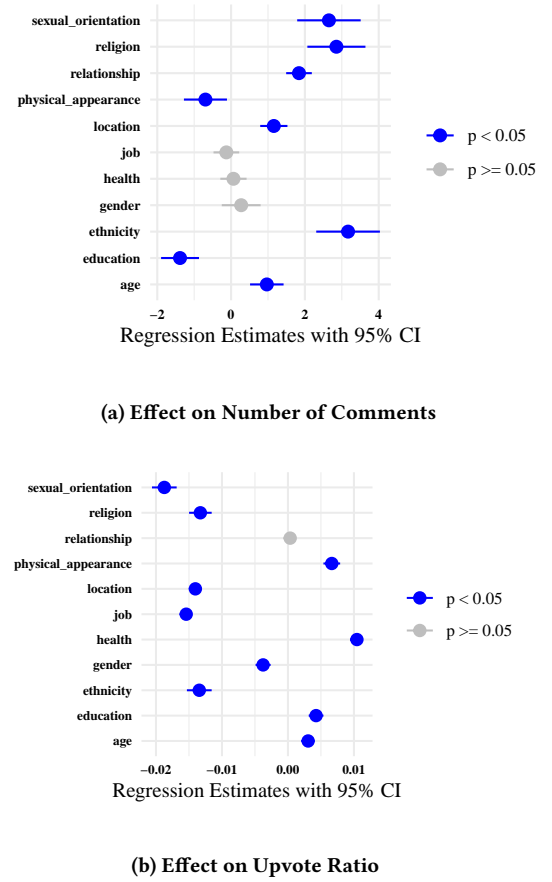 sexual_orientation
religion
relationship
physical_appearance
location
job
health
gender
ethnicity
education
age
p < 0.05
p >= 0.05
−2 0 2 4
Regression Estimates with 95% CI
(a) Effect on Number of Comments
sexual_orientation
religion
relationship
physical_appearance
location
job
health
gender
ethnicity
education
age
p < 0.05
p >= 0.05
−0.02 −0.01 0.00 0.01
Regression Estimates with 95% CI
(b) Effect on Upvote Ratio